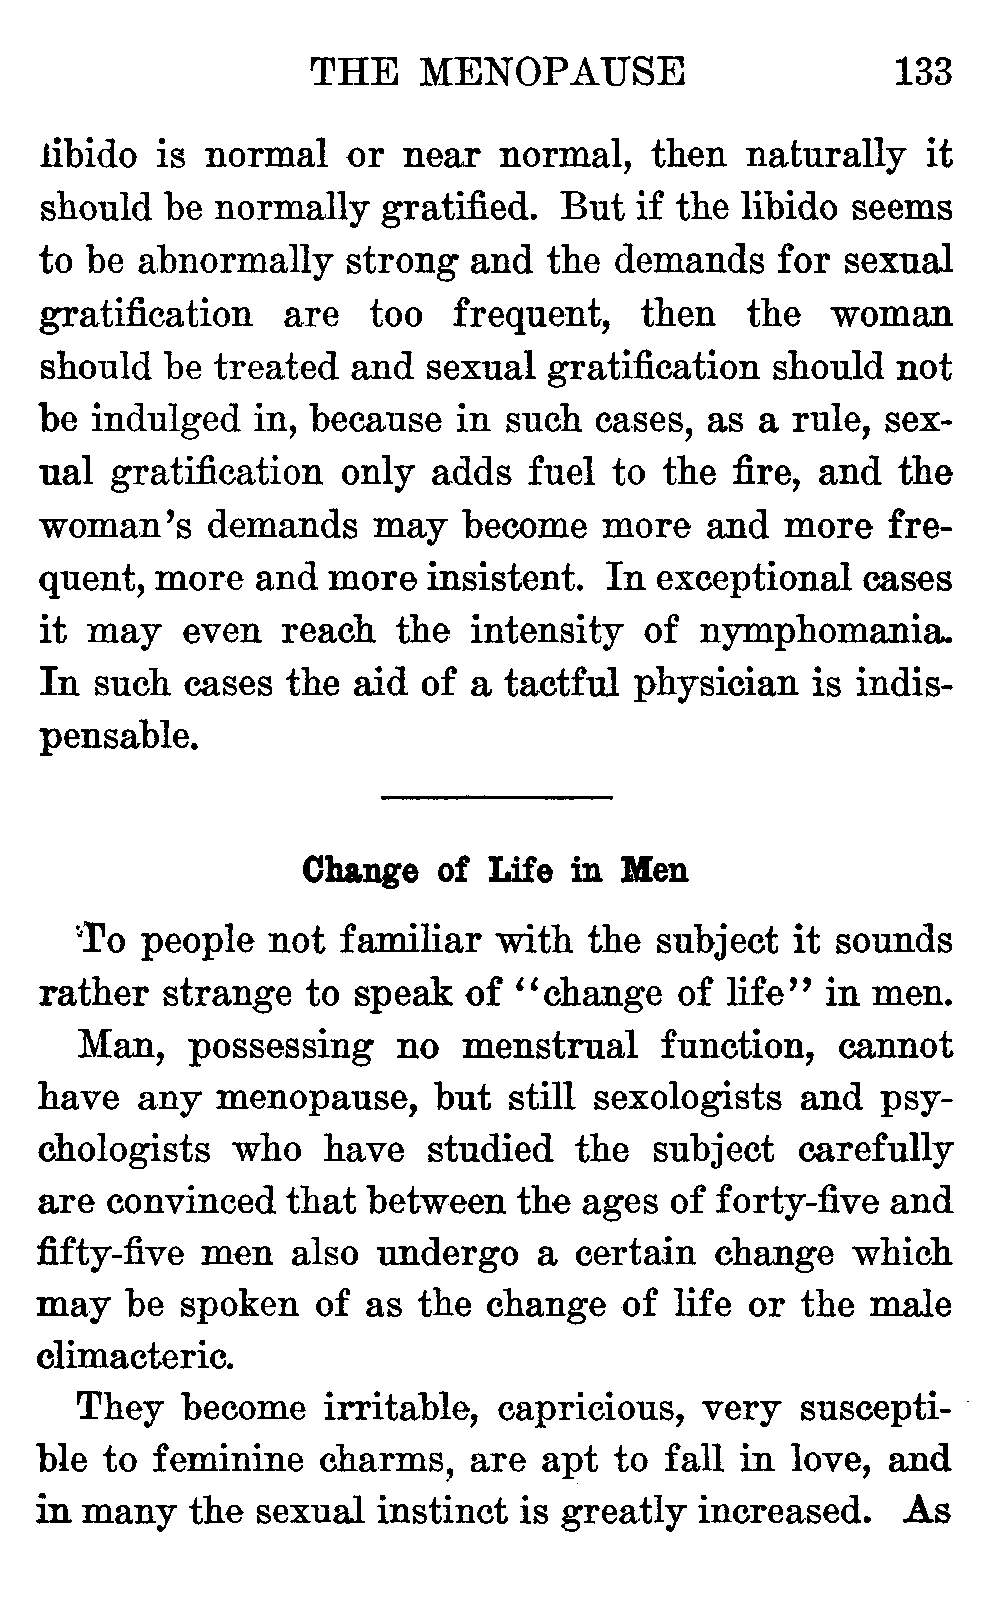 THE MENOPAUSE 133
libido is normal or near normal, then naturally it
should be normally gratified. But if the libido seems
to be abnormally strong and the demands for sexual
gratification are too frequent, then the woman
should be treated and sexual gratification should not
be indulged in, because in such cases, as a rule, sex-
ual gratification only adds fuel to the fire, and the
woman's demands may become more and more fre-
quent, more and more insistent. In exceptional cases
it may even reach the intensity of nymphomania.
In such cases the aid of a tactful physician is indis-
pensable.
Change of Life in Men
To people not familiar with the subject it sounds
rather strange to speak of "change of life" in men.
Man, possessing no menstrual function, cannot
have any menopause, but still sexologists and psy-
chologists who have studied the subject carefully
are convinced that between the ages of forty-five and
fifty-five men also undergo a certain change which
may be spoken of as the change of life or the male
climacteric.
They become irritable, capricious, very suscepti-
ble to feminine charms, are apt to fall in love, and
in many the sexual instinct is greatly increased. As